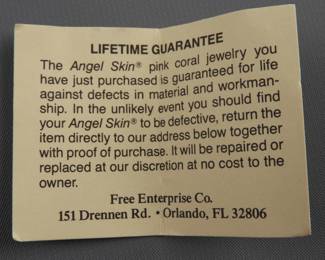 LIFETIME GUARANTEE
The Angel Skin® pink coral jewelry you
have just purchased is guaranteed for life
against defects in material and workman-
ship. In the unlikely event you should find
your Angel Skin® to be defective, return the
item directly to our address below together
with proof of purchase. It will be repaired or
replaced at our discretion at no cost to the
owner.
Free Enterprise Co.
151 Drennen Rd. • Orlando, FL 32806